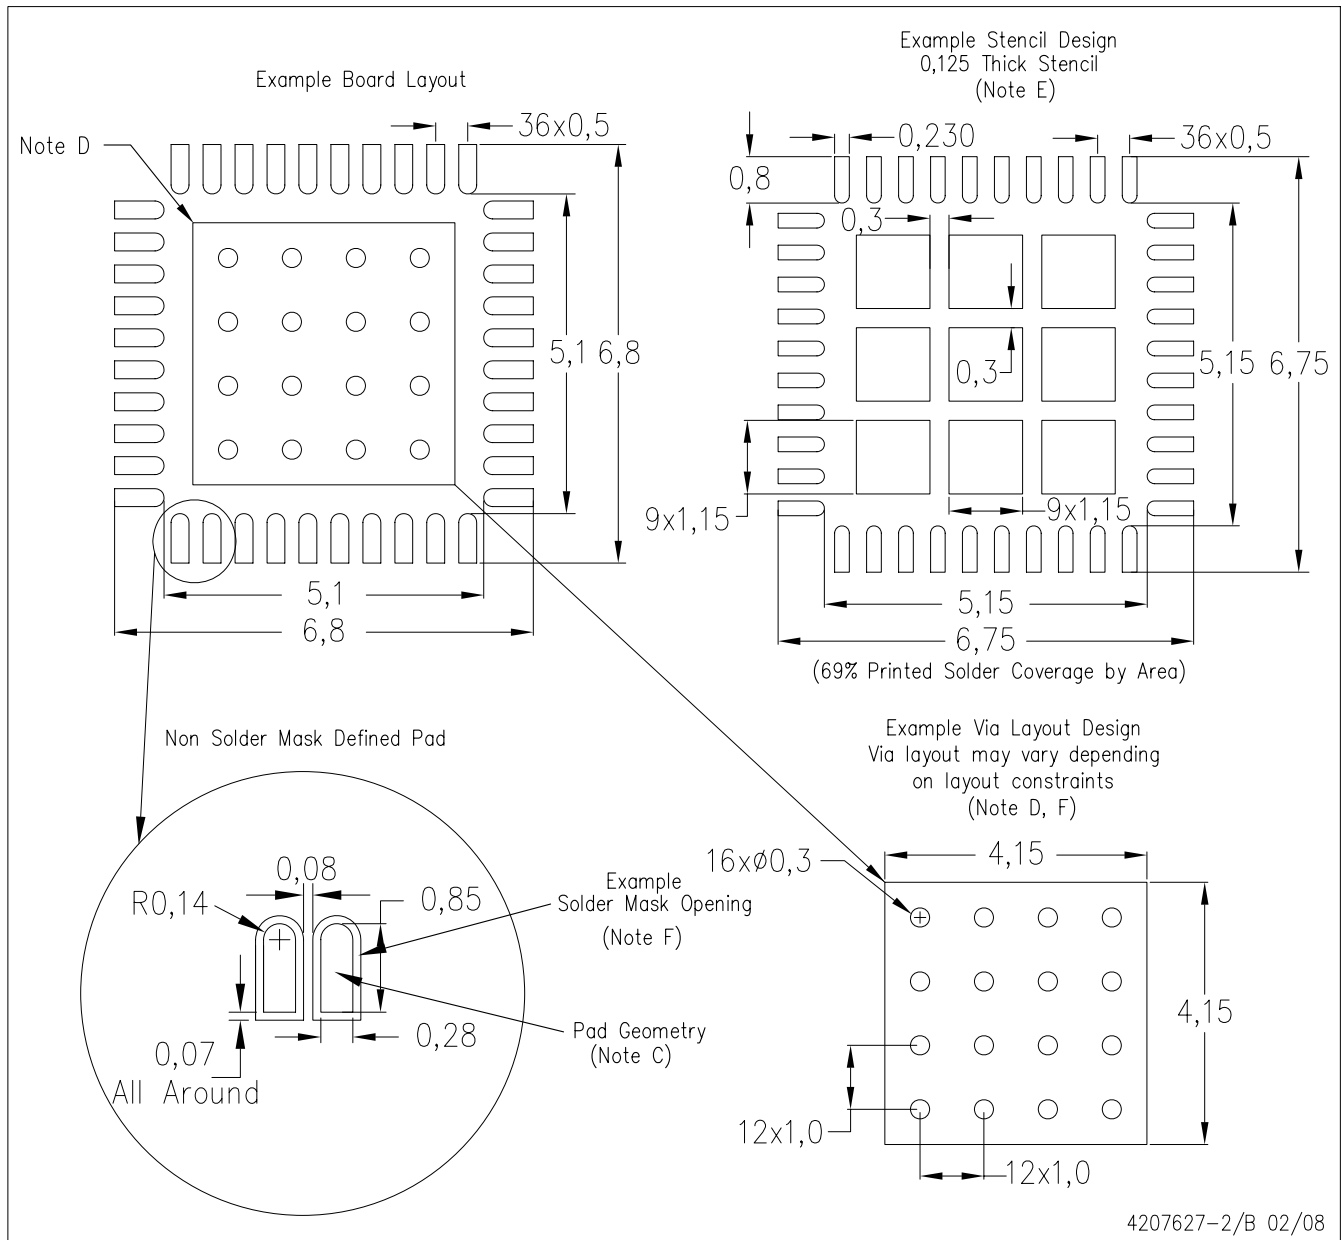 Example Board Layout
Note D
36x0,5
5,1
6,8
5,1
6,8
Example Stencil Design
0,125 Thick Stencil
(Note E)
0,230
36x0,5
0,8
0,3
0,3
5,15
6,75
9x1,15
9x1,15
5,15
6,75
(69% Printed Solder Coverage by Area)
Non Solder Mask Defined Pad
0,08
R0,14
0,85
Example
Solder Mask Opening
(Note F)
0,28
Pad Geometry
(Note C)
0,07
All Around
Example Via Layout Design
Via layout may vary depending
on layout constraints
(Note D, F)
16xø0,3
4,15
4,15
12x1,0
12x1,0
4207627-2/B 02/08